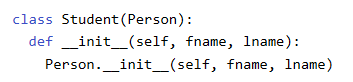 class Student(Person):
  def __init__(self, fname, lname):
    Person.__init__(self, fname, lname)